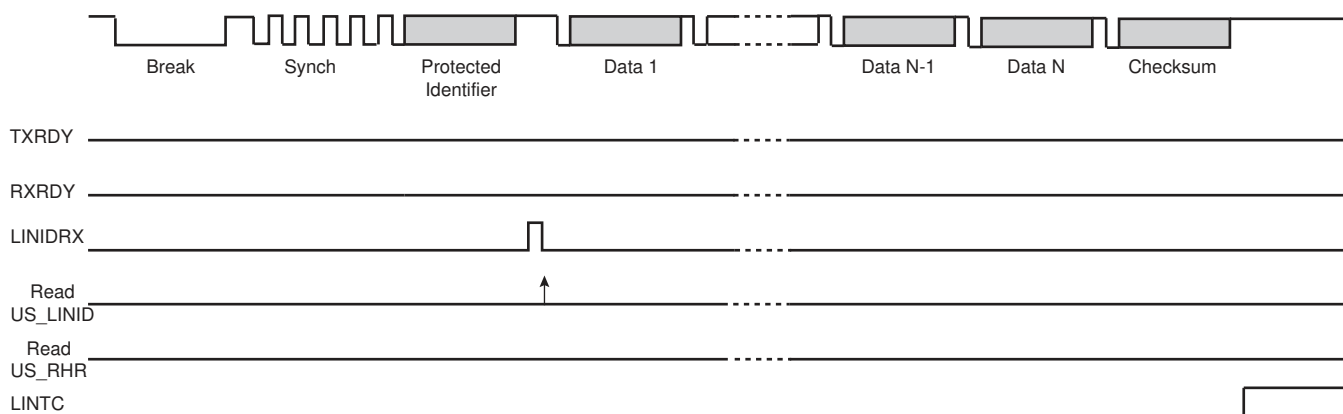 Break
Synch
Protected
Identifier
Data 1
Data N-1
Data N
Checksum
TXRDY
RXRDY
LINIDRX
Read
US_LINID
Read
US_RHR
LINTC